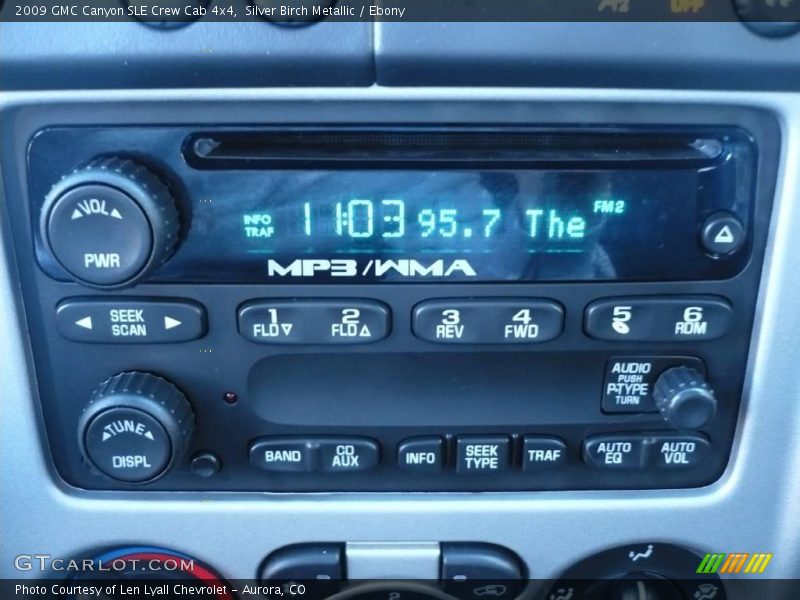 2009 GMC Canyon SLE Crew Cab 4x4, Silver Birch Metallic / Ebony
VOL
PWR
INFO
TRAF
11:03 95.7 The FM2
MP3/WMA
SEEK
SCAN
1 FLD
2 FLD
3 REV
4 FWD
5
6 RDM
AUDIO
PUSH
P-TYPE
TURN
TUNE
DISPL
BAND
CD
AUX
INFO
SEEK
TYPE
TRAF
AUTO
EQ
AUTO
VOL
GTCARLOT.COM
Photo Courtesy of Len Lyall Chevrolet - Aurora, CO